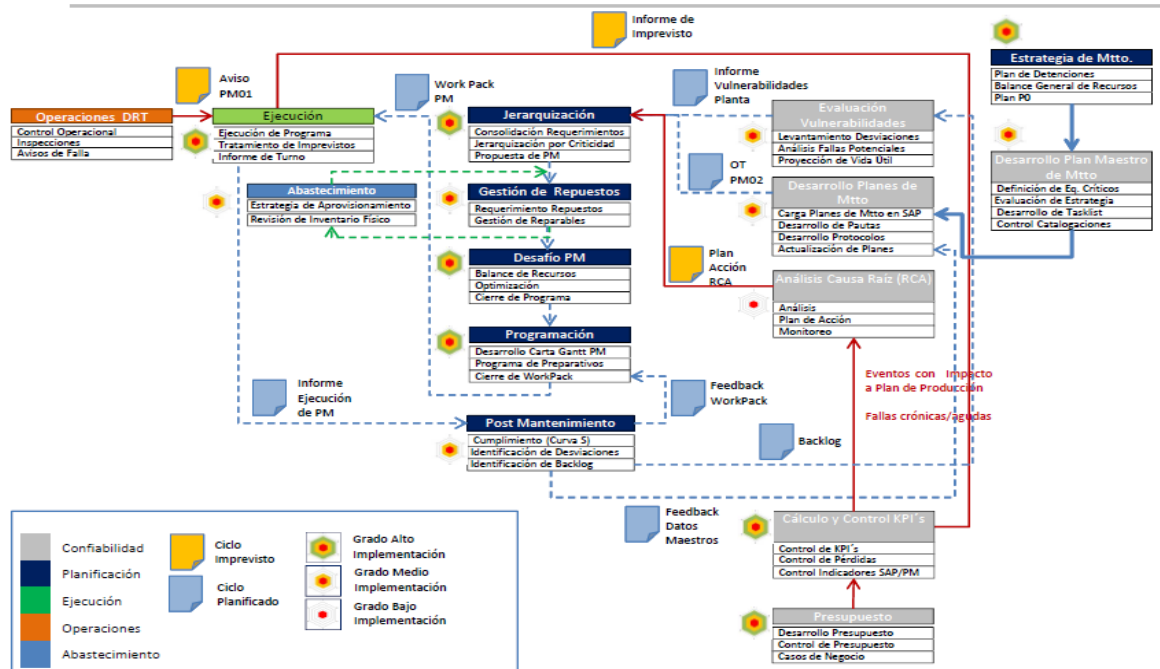 Informe de
Imprevisto
Estrategia de Mtto.
Plan de Detenciones
Balance General de Recursos
Plan P0
Aviso
PM01
Work Pack
PM
Informe
Vulnerabilidades
Planta
Operaciones DRT
Control Operacional
Inspecciones
Avisos de Falla
Ejecución
Ejecución de Programa
Tratamiento de Imprevistos
Informe de Turno
Jerarquización
Consolidación Requerimientos
Jerarquización por Criticidad
Propuesta de PM
Evaluación
Vulnerabilidades
Levantamiento Desviaciones
Análisis Fallas Potenciales
Proyección de Vida Útil
Desarrollo Plan Maestro
de Mtto
Definición de Eq. Críticos
Evaluación de Estrategia
Desarrollo de Tasklist
Control Catalogaciones
OT
PM02
Abastecimiento
Estrategia de Aprovisionamiento
Revisión de Inventario Físico
Gestión de Repuestos
Requerimiento Repuestos
Gestión de Reparables
Desarrollo Planes de
Mtto
Carga Planes de Mtto en SAP
Desarrollo de Pautas
Desarrollo Protocolos
Actualización de Planes
Desafío PM
Balance de Recursos
Optimización
Cierre de Programa
Plan
Acción
RCA
Análisis Causa Raíz (RCA)
Análisis
Plan de Acción
Monitoreo
Programación
Desarrollo Carta Gantt PM
Programa de Preparativos
Cierre de WorkPack
Eventos con Impacto
a Plan de Producción
Fallas crónicas/agudas
Informe
Ejecución
de PM
Feedback
WorkPack
Post Mantenimiento
Cumplimiento (Curva S)
Identificación de Desviaciones
Identificación de Backlog
Backlog
Feedback
Datos
Maestros
Cálculo y Control KPI´s
Control de KPI´s
Control de Pérdidas
Control Indicadores SAP/PM
Presupuesto
Desarrollo Presupuesto
Control de Presupuesto
Casos de Negocio
Confiabilidad
Planificación
Ejecución
Operaciones
Abastecimiento
Ciclo
Imprevisto
Ciclo
Planificado
Grado Alto
Implementación
Grado Medio
Implementación
Grado Bajo
Implementación